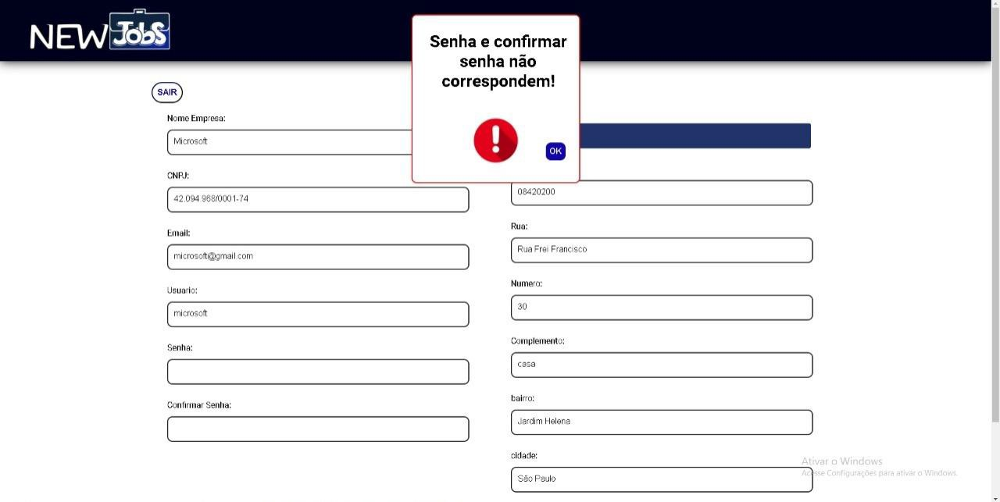 NEW JOBS
Senha e confirmar
senha não
correspondem!
OK
SAIR
Nome Empresa:
Microsoft
CNPJ:
42.094.968/0001-74
Email:
microsoft@gmail.com
Usuario:
microsoft
Senha:
Confirmar Senha:
08420200
Rua:
Rua Frei Francisco
Numero:
30
Complemento:
casa
bairro:
Jardim Helena
cidade:
São Paulo
Ativar o Windows
Acesse Configurações para ativar o Windows.